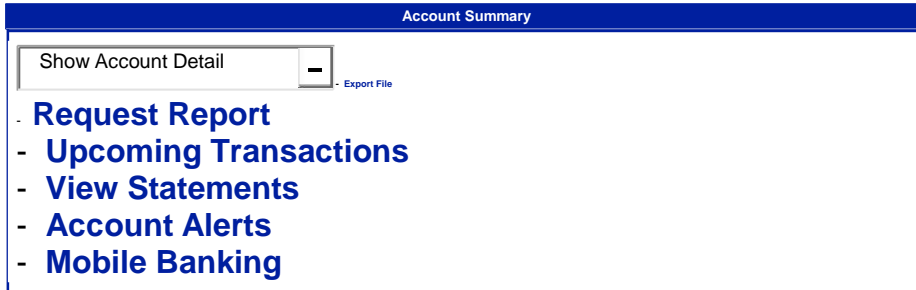 Account Summary
Show Account Detail
- Export File
- Request Report
- Upcoming Transactions
- View Statements
- Account Alerts
- Mobile Banking